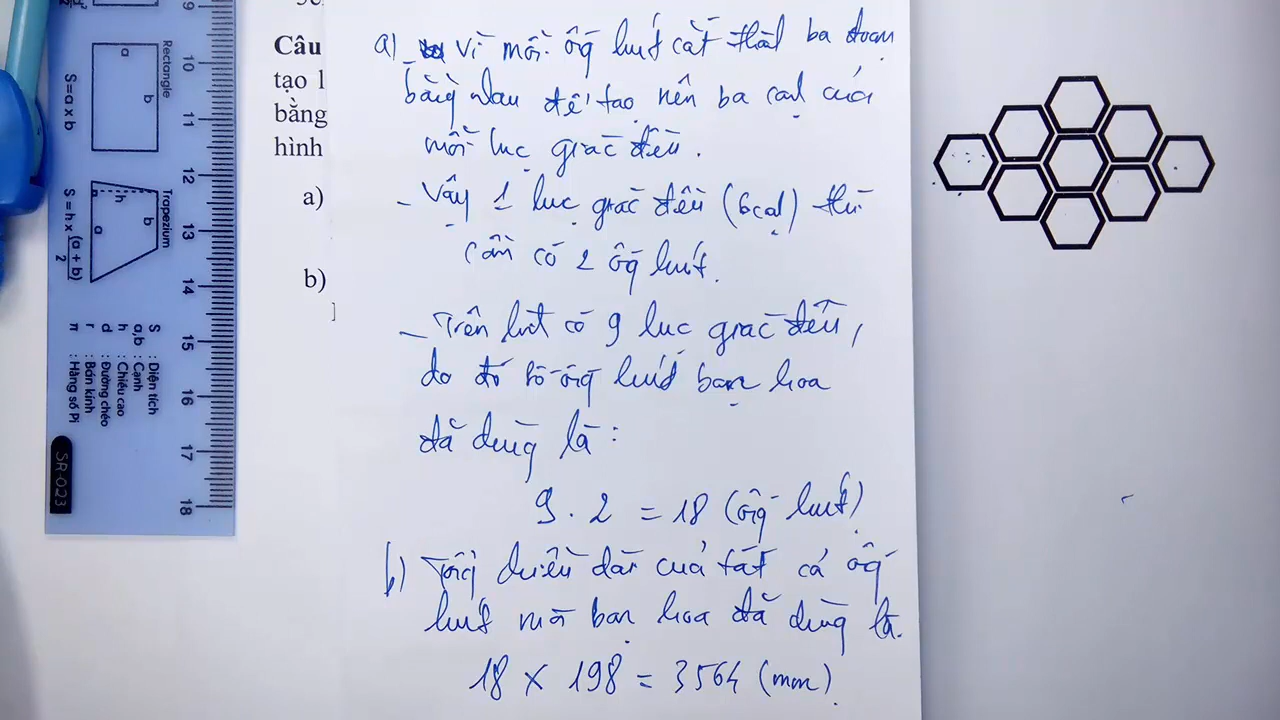 Câu
tạo l
bằng
hình
a)
b)
Rectangle
a
b
S=a x b
Trapezium
h
b
a
S=h x (a + b)/2
S : Diện tích
a,b : Cạnh
h : Chiều cao
d : Đường chéo
r : Bán kính
π : Hằng số Pi
SR-023
9
10
11
12
13
14
15
16
17
18
a) - Vì mỗi ống hút cắt thành ba đoạn
bằng nhau để tạo nên ba cạnh của
mỗi lục giác đều.
- Vậy 1 lục giác đều (6 cạnh) thì
cần có 2 ống hút.
- Trên hình có 9 lục giác đều,
do đó số ống hút bạn hoa
đã dùng là:
9 . 2 = 18 (ống hút)
b) Tổng chiều dài của tất cả ống
hút mà bạn hoa đã dùng là.
18 x 198 = 3564 (mm)